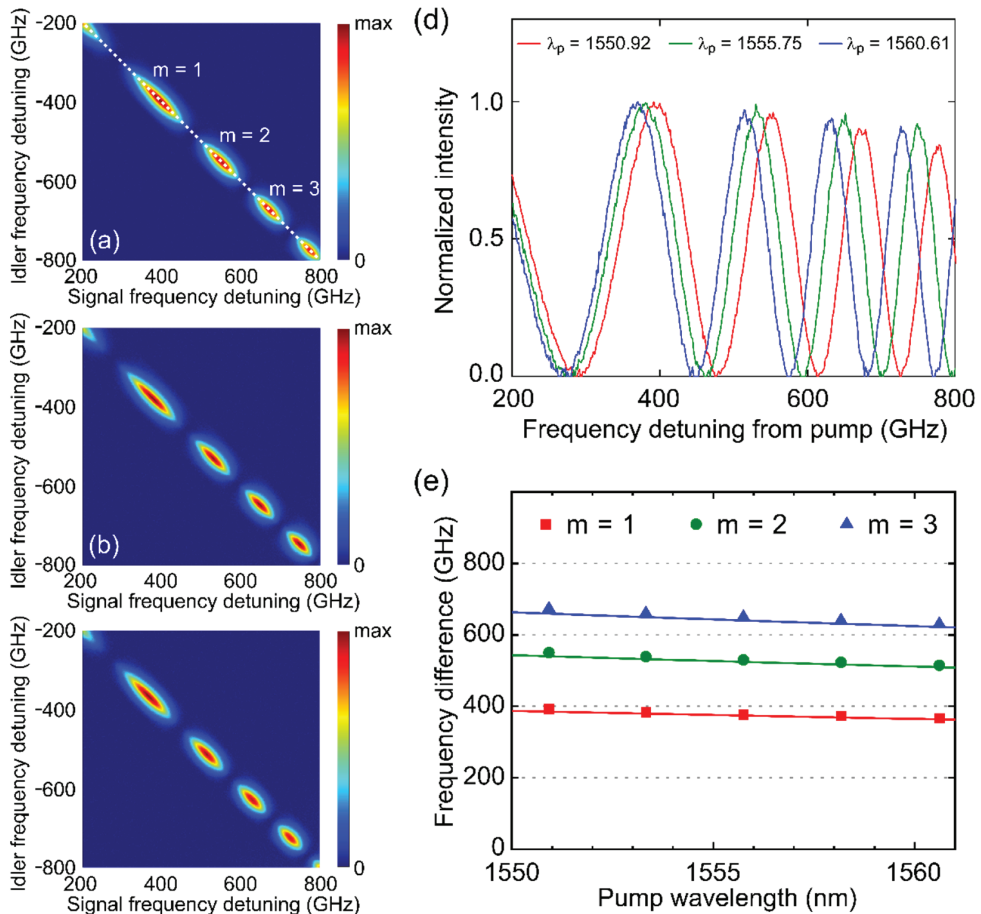 -200
-400
-600
-800
200 400 600 800
Idler frequency detuning (GHz)
Signal frequency detuning (GHz)
m = 1
m = 2
m = 3
(a)
max
0
-200
-400
-600
-800
200 400 600 800
Idler frequency detuning (GHz)
Signal frequency detuning (GHz)
(b)
max
0
-200
-400
-600
-800
200 400 600 800
Idler frequency detuning (GHz)
Signal frequency detuning (GHz)
max
0
(d)
λp = 1550.92 λp = 1555.75 λp = 1560.61
Normalized intensity
1.0
0.5
0.0
200 400 600 800
Frequency detuning from pump (GHz)
(e)
m = 1 m = 2 m = 3
Frequency difference (GHz)
800
600
400
200
0
1550 1555 1560
Pump wavelength (nm)